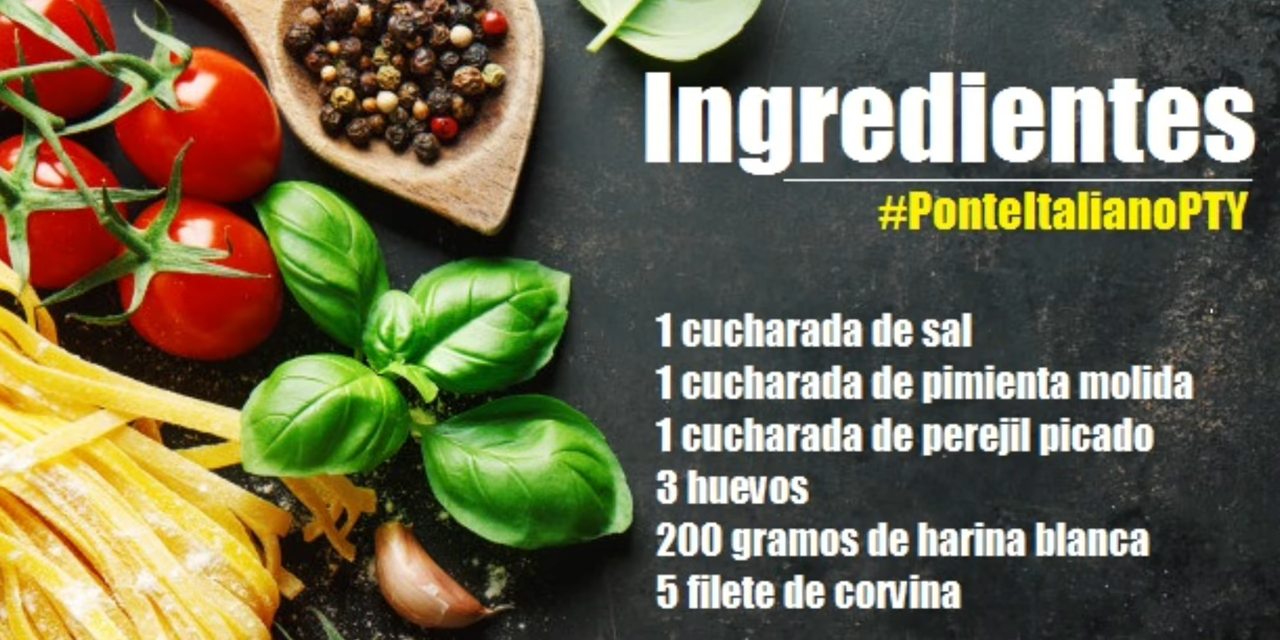 Ingredientes
#PonteItalianoPTY
1 cucharada de sal
1 cucharada de pimienta molida
1 cucharada de perejil picado
3 huevos
200 gramos de harina blanca
5 filete de corvina